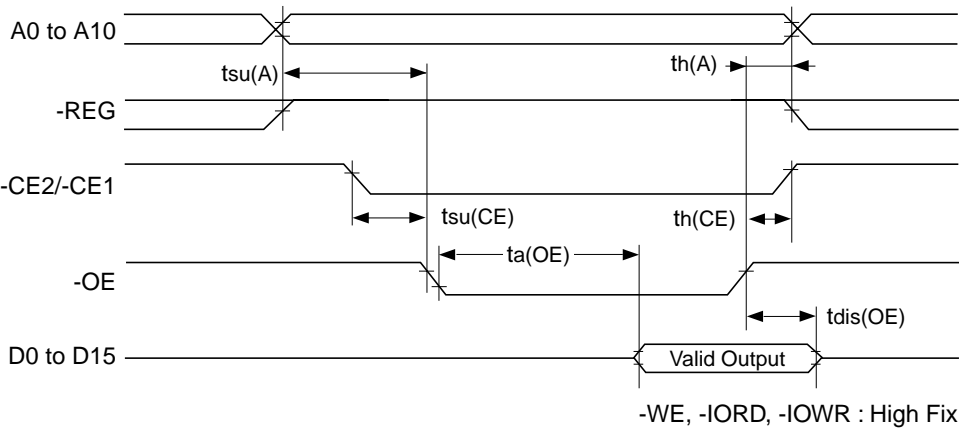 A0 to A10
tsu(A)
th(A)
-REG
-CE2/-CE1
tsu(CE)
th(CE)
ta(OE)
-OE
tdis(OE)
D0 to D15
Valid Output
-WE, -IORD, -IOWR : High Fix